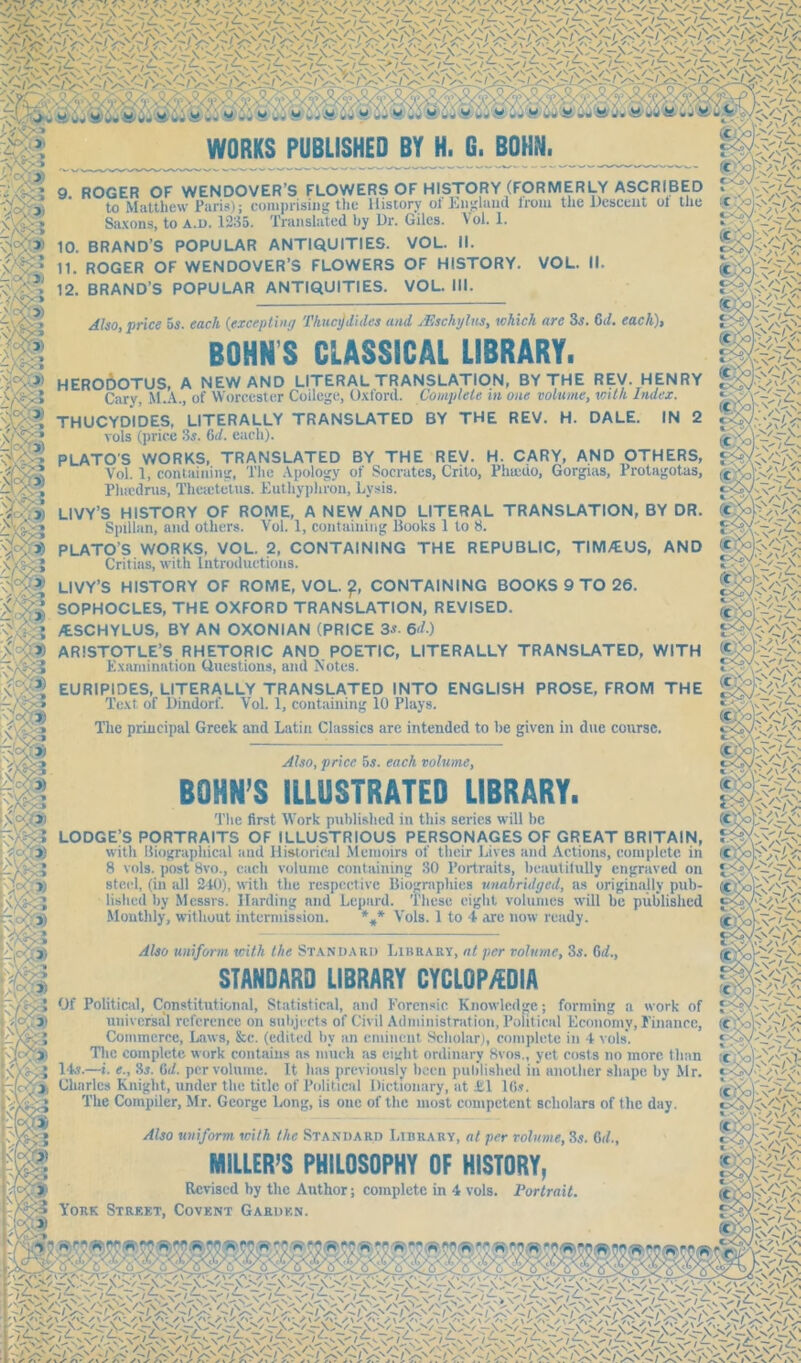 WORKS PUBLISHED BY H. G. BOHN.
9. ROGER OF WENDOVER'S FLOWERS OF HISTORY (FORMERLY ASCRIBED
to Matthew Paris); comprising the History of England from the Descent of the
Saxons, to A.D. 1235. Translated by Dr. Giles. Vol. 1.
10. BRAND'S POPULAR ANTIQUITIES. VOL. II.
11. ROGER OF WENDOVER'S FLOWERS OF HISTORY. VOL. II.
12. BRAND'S POPULAR ANTIQUITIES. VOL. III.
Also, price 5s. each (excepting Thucydides and Æschylus, which are 3s. 6d. each),
BOHN'S CLASSICAL LIBRARY.
HERODOTUS, A NEW AND LITERAL TRANSLATION, BY THE REV. HENRY
Cary, M.A., of Worcester College, Oxford. Complete in one volume, with Index.
THUCYDIDES, LITERALLY TRANSLATED BY THE REV. H. DALE. IN 2
vols (price 3s. 6d. each).
PLATO'S WORKS, TRANSLATED BY THE REV. H. CARY, AND OTHERS,
Vol. 1, containing, The Apology of Socrates, Crito, Phædo, Gorgias, Protagotas,
Phædrus, Theætetus. Euthyphron, Lysis.
LIVY'S HISTORY OF ROME, A NEW AND LITERAL TRANSLATION, BY DR.
Spillan, and others. Vol. 1, containing Books 1 to 8.
PLATO'S WORKS, VOL. 2, CONTAINING THE REPUBLIC, TIMÆUS, AND
Critias, with Introductions.
LIVY'S HISTORY OF ROME, VOL. 2, CONTAINING BOOKS 9 TO 26.
SOPHOCLES, THE OXFORD TRANSLATION, REVISED.
ÆSCHYLUS, BY AN OXONIAN (PRICE 3s. 6d.)
ARISTOTLE'S RHETORIC AND POETIC, LITERALLY TRANSLATED, WITH
Examination Questions, and Notes.
EURIPIDES, LITERALLY TRANSLATED INTO ENGLISH PROSE, FROM THE
Text of Dindorf. Vol. 1, containing 10 Plays.
The principal Greek and Latin Classics are intended to be given in due course.
Also, price 5s. each volume,
BOHN'S ILLUSTRATED LIBRARY.
The first Work published in this series will be
LODGE'S PORTRAITS OF ILLUSTRIOUS PERSONAGES OF GREAT BRITAIN,
with Biographical and Historical Memoirs of their Lives and Actions, complete in
8 vols. post 8vo., each volume containing 30 Portraits, beautifully engraved on
steel, (in all 240), with the respective Biographies unabridged, as originally pub-
lished by Messrs. Harding and Lepard. These eight volumes will be published
Monthly, without intermission. *** Vols. 1 to 4 are now ready.
Also uniform with the STANDARD LIBRARY, at per volume, 3s. 6d.,
STANDARD LIBRARY CYCLOPÆDIA
Of Political, Constitutional, Statistical, and Forensic Knowledge; forming a work of
universal reference on subjects of Civil Administration, Political Economy, Finance,
Commerce, Laws, &c. (edited by an eminent Scholar), complete in 4 vols.
The complete work contains as much as eight ordinary 8vos., yet costs no more than
14s.—i. e., 3s. 6d. per volume. It has previously been published in another shape by Mr.
Charles Knight, under the title of Political Dictionary, at £1 16s.
The Compiler, Mr. George Long, is one of the most competent scholars of the day.
Also uniform with the STANDARD LIBRARY, at per volume, 3s. 6d.,
MILLER'S PHILOSOPHY OF HISTORY,
Revised by the Author; complete in 4 vols. Portrait.
YORK STREET, COVENT GARDEN.